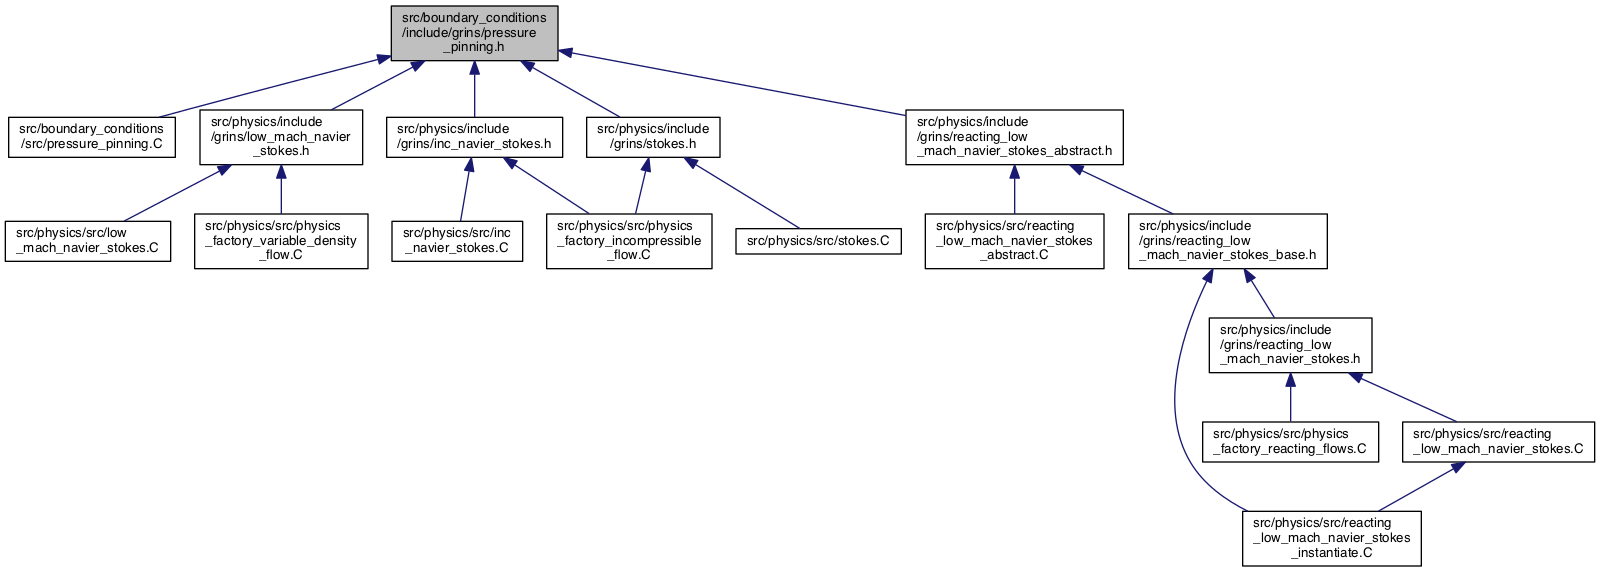 src/boundary_conditions
/include/grins/pressure
_pinning.h
src/boundary_conditions
/src/pressure_pinning.C
src/physics/include
/grins/low_mach_navier
_stokes.h
src/physics/include
/grins/inc_navier_stokes.h
src/physics/include
/grins/stokes.h
src/physics/include
/grins/reacting_low
_mach_navier_stokes_abstract.h
src/physics/src/low
_mach_navier_stokes.C
src/physics/src/physics
_factory_variable_density
_flow.C
src/physics/src/inc
_navier_stokes.C
src/physics/src/physics
_factory_incompressible
_flow.C
src/physics/src/stokes.C
src/physics/src/reacting
_low_mach_navier_stokes
_abstract.C
src/physics/include
/grins/reacting_low
_mach_navier_stokes_base.h
src/physics/include
/grins/reacting_low
_mach_navier_stokes.h
src/physics/src/physics
_factory_reacting_flows.C
src/physics/src/reacting
_low_mach_navier_stokes.C
src/physics/src/reacting
_low_mach_navier_stokes
_instantiate.C